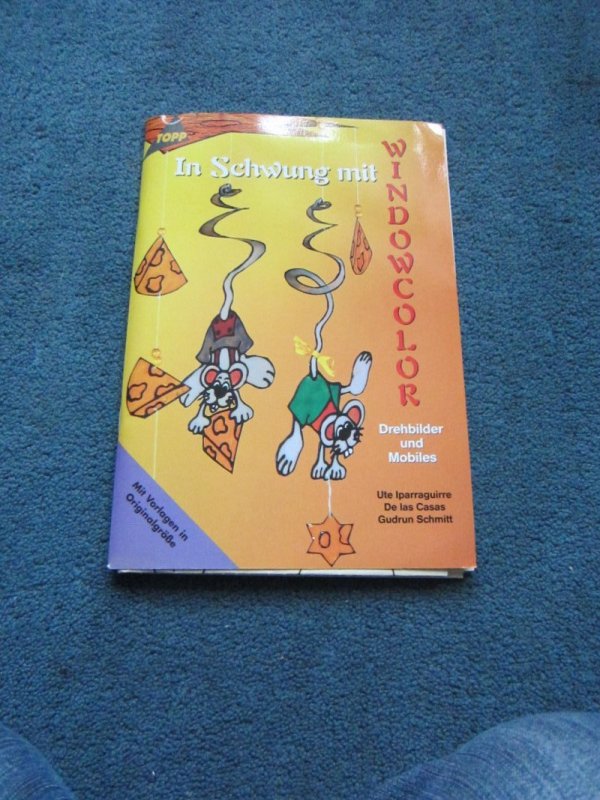 TOPP
In Schwung mit
WINDOWCOLOR
Drehbilder
und
Mobiles
Ute Iparraguirre
De las Casas
Gudrun Schmitt
Mit Vorlagen in
Originalgröße